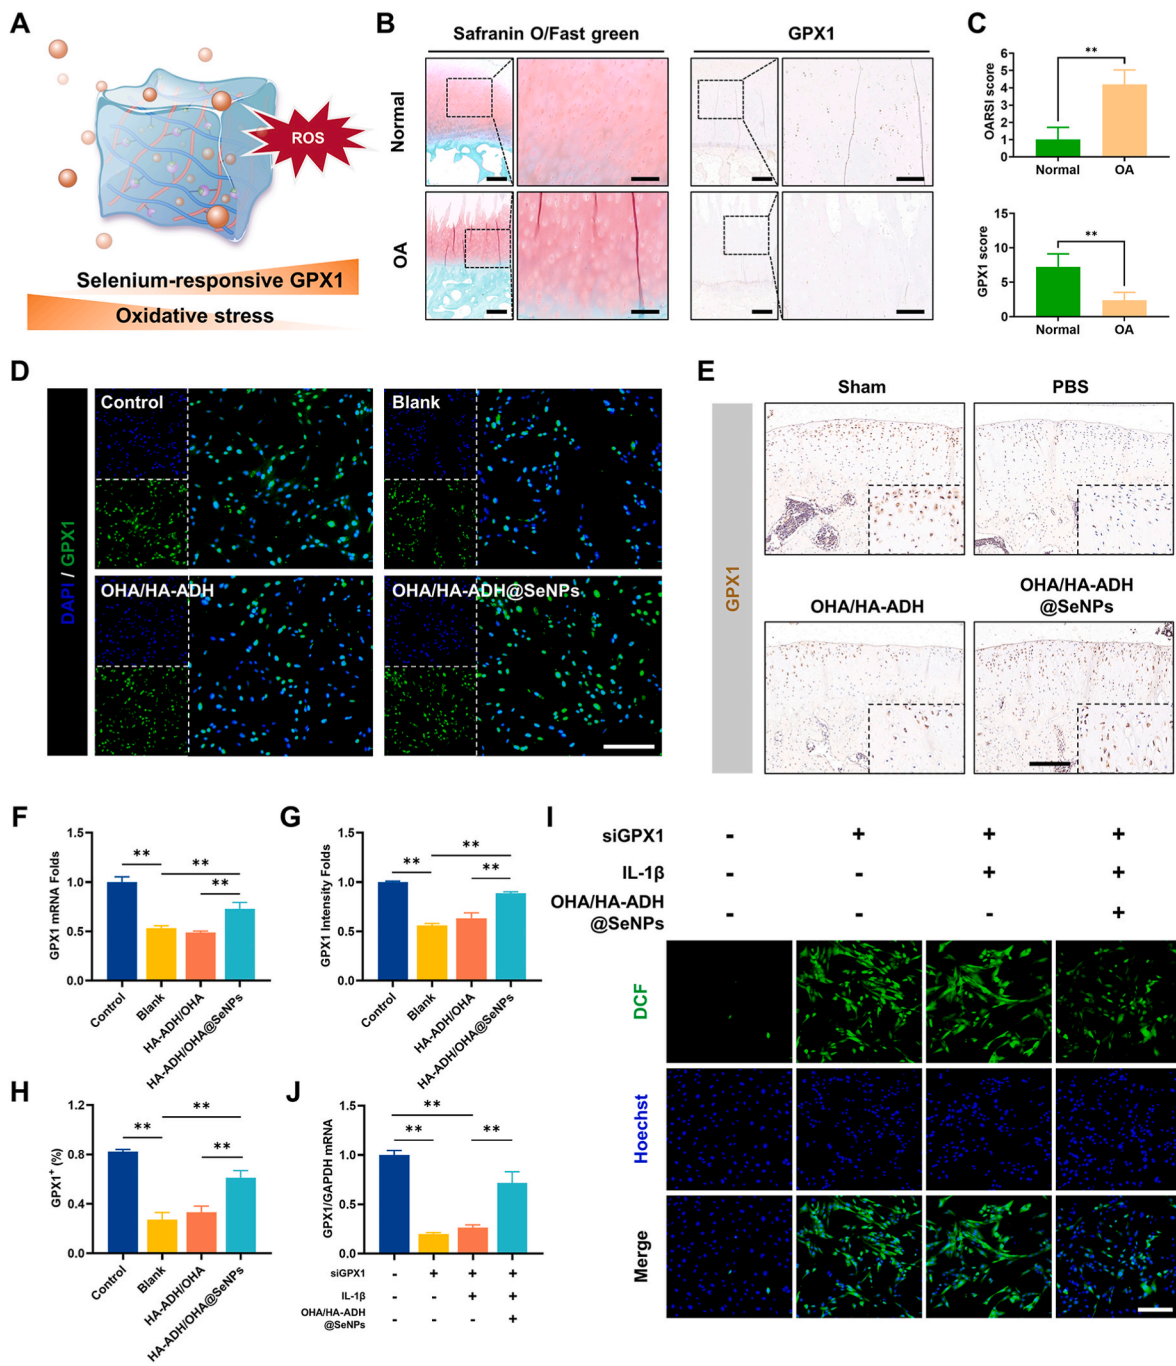 A
ROS
Selenium-responsive GPX1
Oxidative stress
B
Safranin O/Fast green
GPX1
Normal
OA
C
OARSI score
6
5
4
3
2
1
0
**
Normal
OA
GPX1 score
15
10
5
0
**
Normal
OA
D
DAPI / GPX1
Control
Blank
OHA/HA-ADH
OHA/HA-ADH@SeNPs
E
GPX1
Sham
PBS
OHA/HA-ADH
OHA/HA-ADH
@SeNPs
F
GPX1 mRNA Folds
1.5
1.0
0.5
0.0
**
**
**
Control
Blank
HA-ADH/OHA
HA-ADH/OHA@SeNPs
G
GPX1 Intensity Folds
1.5
1.0
0.5
0.0
**
**
**
Control
Blank
HA-ADH/OHA
HA-ADH/OHA@SeNPs
H
GPX1+ (%)
1.2
0.8
0.4
0.0
**
**
**
Control
Blank
HA-ADH/OHA
HA-ADH/OHA@SeNPs
J
GPX1/GAPDH mRNA
1.5
1.0
0.5
0.0
**
**
**
siGPX1 - + + +
IL-1β - - + +
OHA/HA-ADH
@SeNPs - - - +
I
siGPX1 - + + +
IL-1β - - + +
OHA/HA-ADH
@SeNPs - - - +
DCF
Hoechst
Merge